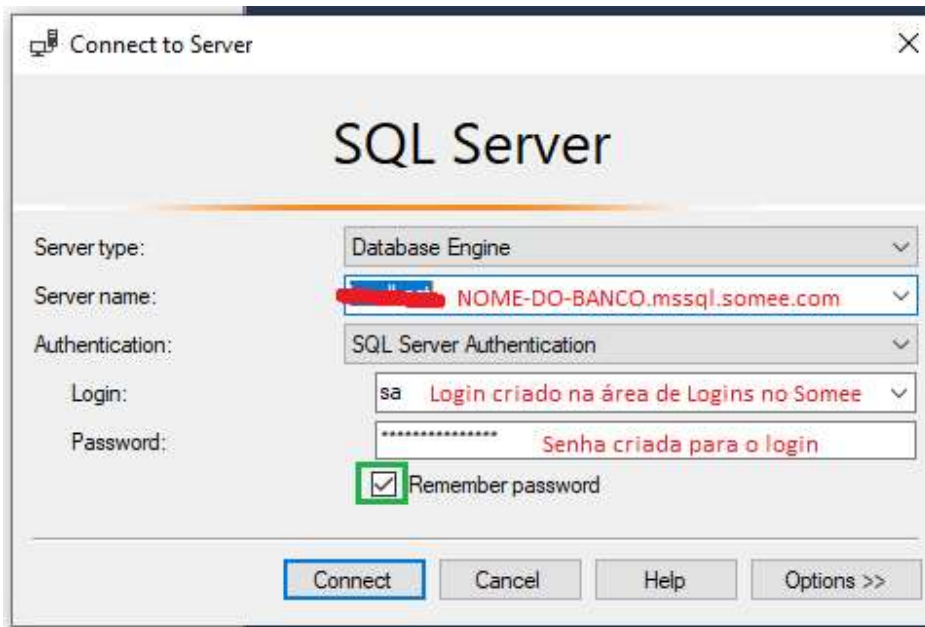 Connect to Server
SQL Server
Server type: Database Engine
Server name: NOME-DO-BANCO.mssql.somee.com
Authentication: SQL Server Authentication
Login: sa Login criado na área de Logins no Somee
Password: *************** Senha criada para o login
Remember password
Connect Cancel Help Options >>